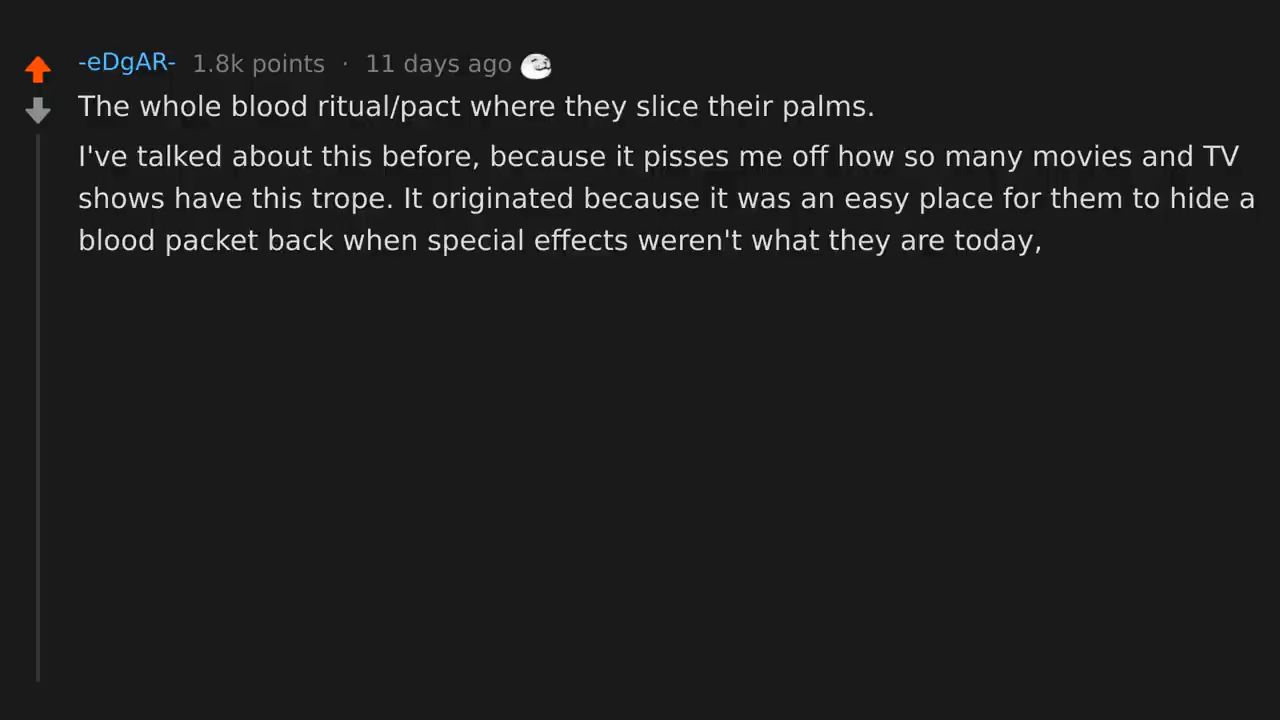 -eDgAR- 1.8k points · 11 days ago
The whole blood ritual/pact where they slice their palms.
I've talked about this before, because it pisses me off how so many movies and TV
shows have this trope. It originated because it was an easy place for them to hide a
blood packet back when special effects weren't what they are today,